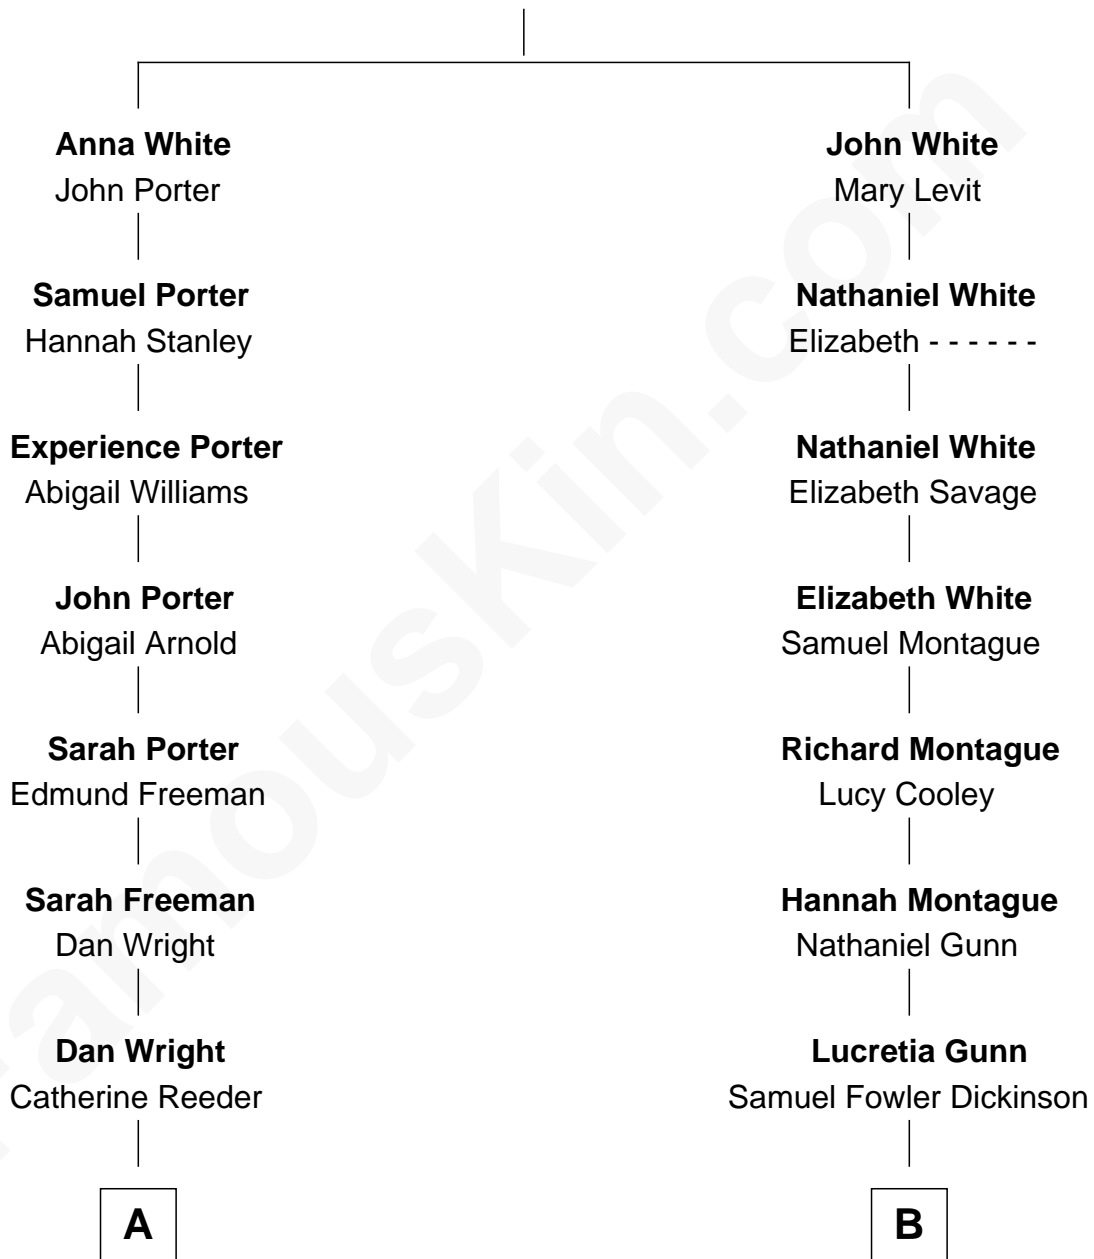 Anna White
John Porter
John White
Mary Levit
Samuel Porter
Hannah Stanley
Nathaniel White
Elizabeth - - - - - -
Experience Porter
Abigail Williams
Nathaniel White
Elizabeth Savage
John Porter
Abigail Arnold
Elizabeth White
Samuel Montague
Sarah Porter
Edmund Freeman
Richard Montague
Lucy Cooley
Sarah Freeman
Dan Wright
Hannah Montague
Nathaniel Gunn
Dan Wright
Catherine Reeder
Lucretia Gunn
Samuel Fowler Dickinson
A
B
FamousKin.com